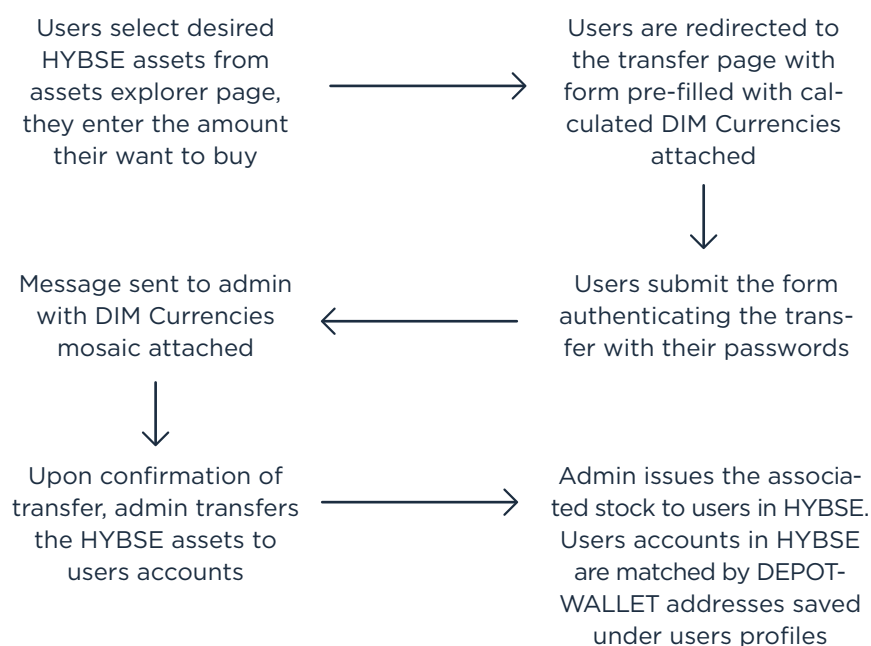 Users select desired
HYBSE assets from
assets explorer page,
they enter the amount
their want to buy
Users are redirected to
the transfer page with
form pre-filled with cal-
culated DIM Currencies
attached
Users submit the form
authenticating the trans-
fer with their passwords
Message sent to admin
with DIM Currencies
mosaic attached
Upon confirmation of
transfer, admin transfers
the HYBSE assets to
users accounts
Admin issues the associa-
ted stock to users in HYBSE.
Users accounts in HYBSE
are matched by DEPOT-
WALLET addresses saved
under users profiles